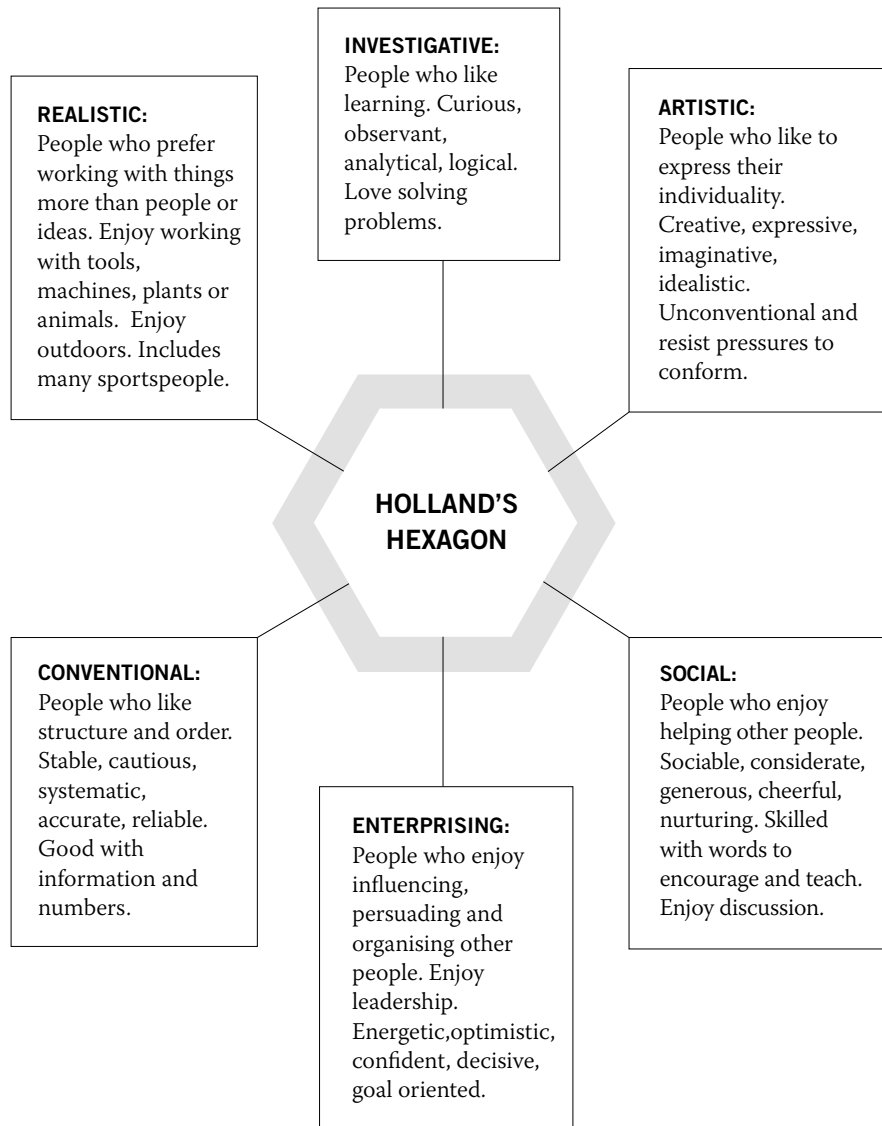 INVESTIGATIVE:
People who like
learning. Curious,
observant,
analytical, logical.
Love solving
problems.
REALISTIC:
People who prefer
working with things
more than people or
ideas. Enjoy working
with tools,
machines, plants or
animals.  Enjoy
outdoors. Includes
many sportspeople.
ARTISTIC:
People who like to
express their
individuality.
Creative, expressive,
imaginative,
idealistic.
Unconventional and
resist pressures to
conform.
HOLLAND'S
HEXAGON
CONVENTIONAL:
People who like
structure and order.
Stable, cautious,
systematic,
accurate, reliable.
Good with
information and
numbers.
SOCIAL:
People who enjoy
helping other people.
Sociable, considerate,
generous, cheerful,
nurturing. Skilled
with words to
encourage and teach.
Enjoy discussion.
ENTERPRISING:
People who enjoy
influencing,
persuading and
organising other
people. Enjoy
leadership.
Energetic,optimistic,
confident, decisive,
goal oriented.